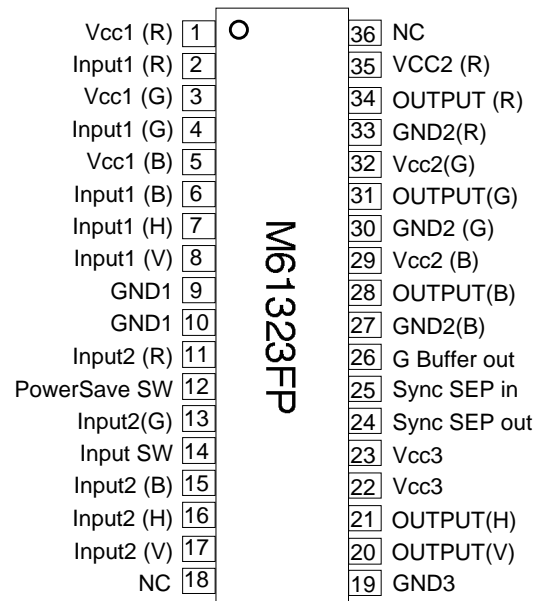 Vcc1 (R) 1
Input1 (R) 2
Vcc1 (G) 3
Input1 (G) 4
Vcc1 (B) 5
Input1 (B) 6
Input1 (H) 7
Input1 (V) 8
GND1 9
GND1 10
Input2 (R) 11
PowerSave SW 12
Input2(G) 13
Input SW 14
Input2 (B) 15
Input2 (H) 16
Input2 (V) 17
NC 18
M61323FP
36 NC
35 VCC2 (R)
34 OUTPUT (R)
33 GND2(R)
32 Vcc2(G)
31 OUTPUT(G)
30 GND2 (G)
29 Vcc2 (B)
28 OUTPUT(B)
27 GND2(B)
26 G Buffer out
25 Sync SEP in
24 Sync SEP out
23 Vcc3
22 Vcc3
21 OUTPUT(H)
20 OUTPUT(V)
19 GND3